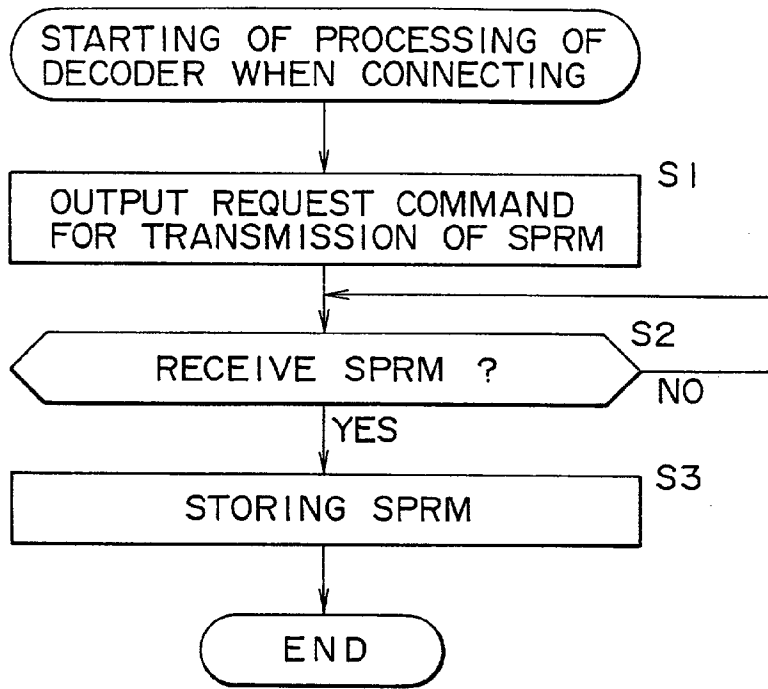 STARTING OF PROCESSING OF
DECODER WHEN CONNECTING
S1
OUTPUT REQUEST COMMAND
FOR TRANSMISSION OF SPRM
S2
RECEIVE SPRM ?
NO
YES
S3
STORING SPRM
END